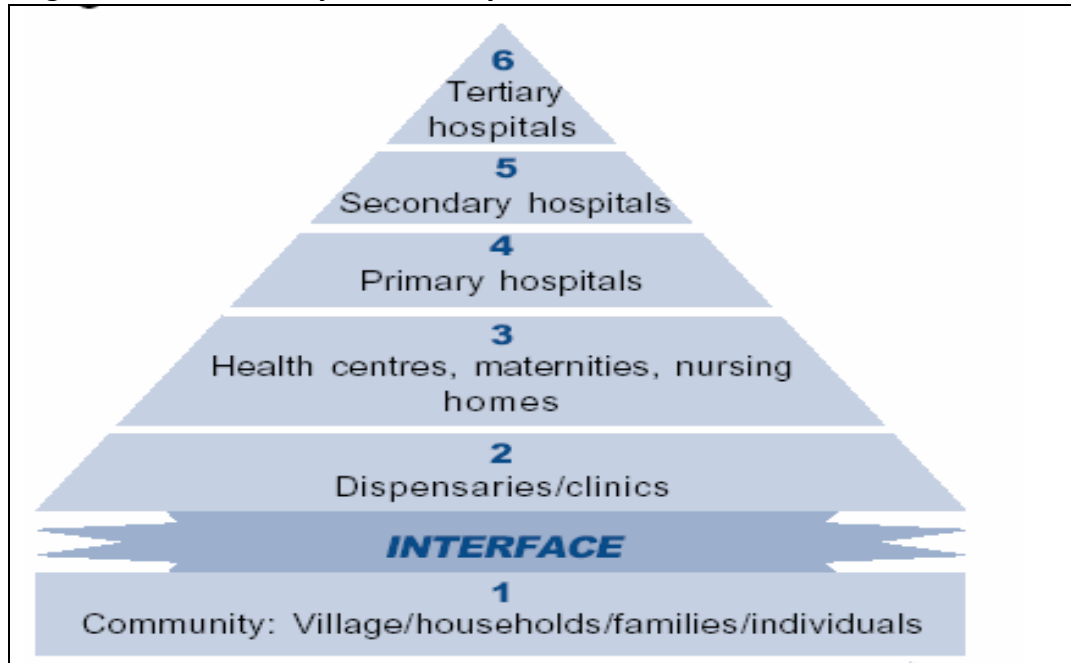 6
Tertiary
hospitals
5
Secondary hospitals
4
Primary hospitals
3
Health centres, maternities, nursing
homes
2
Dispensaries/clinics
INTERFACE
1
Community: Village/households/families/individuals